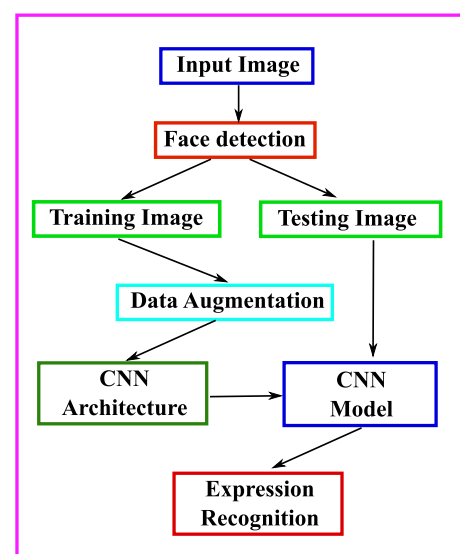 Input Image
Face detection
Training Image
Testing Image
Data Augmentation
CNN
Architecture
CNN
Model
Expression
Recognition